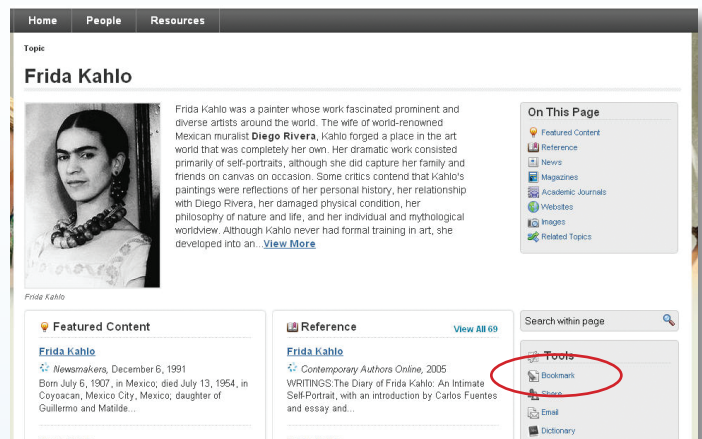 Home People Resources
Topic
Frida Kahlo
Frida Kahlo was a painter whose work fascinated prominent and
diverse artists around the world. The wife of world-renowned
Mexican muralist Diego Rivera, Kahlo forged a place in the art
world that was completely her own. Her dramatic work consisted
primarily of self-portraits, although she did capture her family and
friends on canvas on occasion. Some critics contend that Kahlo's
paintings were reflections of her personal history, her relationship
with Diego Rivera, her damaged physical condition, her
philosophy of nature and life, and her individual and mythological
worldview. Although Kahlo never had formal training in art, she
developed into an...View More
Frida Kahlo
On This Page
Featured Content
Reference
News
Magazines
Academic Journals
Websites
Images
Related Topics
Featured Content
Frida Kahlo
Newsmakers, December 6, 1991
Born July 6, 1907, in Mexico; died July 13, 1954, in
Coyoacan, Mexico City, Mexico; daughter of
Guillermo and Matilde...
Reference View All 69
Frida Kahlo
Contemporary Authors Online, 2005
WRITINGS:The Diary of Frida Kahlo: An Intimate
Self-Portrait, with an introduction by Carlos Fuentes
and essay and...
Search within page
Tools
Bookmark
Share
Email
Dictionary